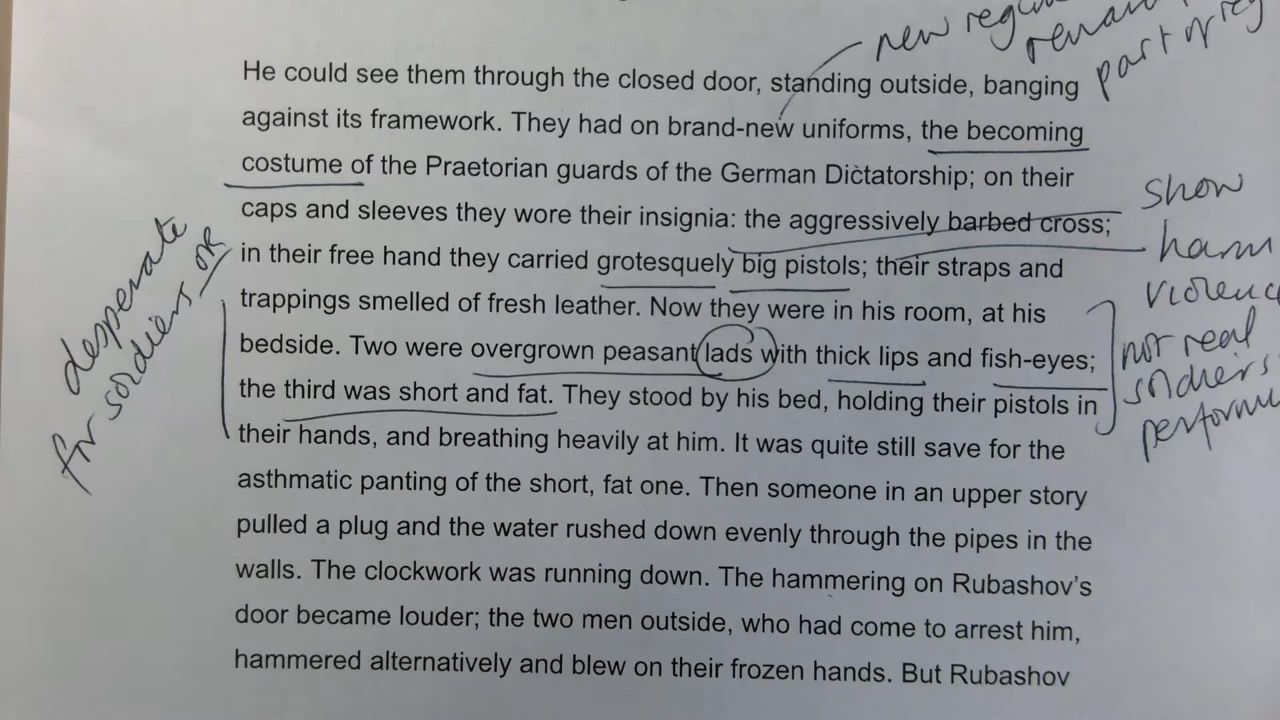 new
part of
He could see them through the closed door, standing outside, banging
against its framework. They had on brand-new uniforms, the becoming
costume of the Praetorian guards of the German Dictatorship; on their
caps and sleeves they wore their insignia: the aggressively barbed cross;
in their free hand they carried grotesquely big pistols; their straps and
trappings smelled of fresh leather. Now they were in his room, at his
bedside. Two were overgrown peasant lads with thick lips and fish-eyes;
the third was short and fat. They stood by his bed, holding their pistols in
their hands, and breathing heavily at him. It was quite still save for the
asthmatic panting of the short, fat one. Then someone in an upper story
pulled a plug and the water rushed down evenly through the pipes in the
walls. The clockwork was running down. The hammering on Rubashov's
door became louder; the two men outside, who had come to arrest him,
hammered alternatively and blew on their frozen hands. But Rubashov
desperate
for soldiers OR
show
harm
violenc
not real
soldiers
performi